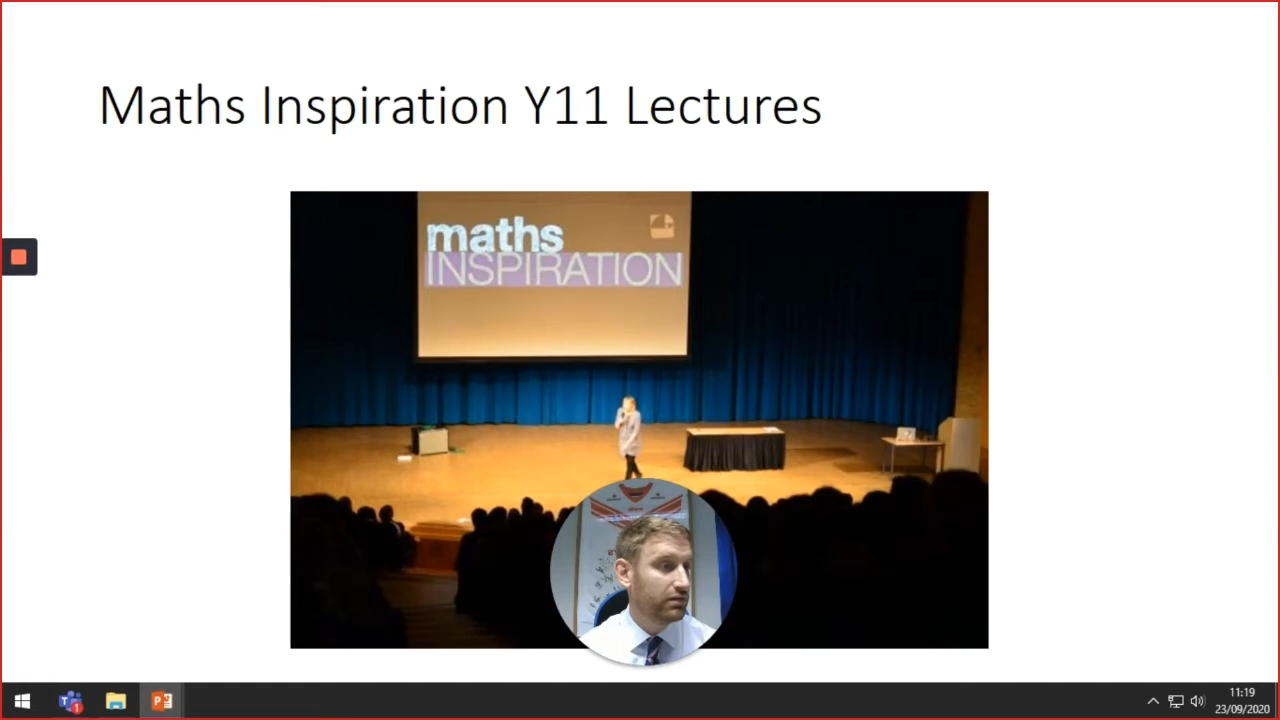 Maths Inspiration Y11 Lectures
maths
INSPIRATION
11:19
23/09/2020